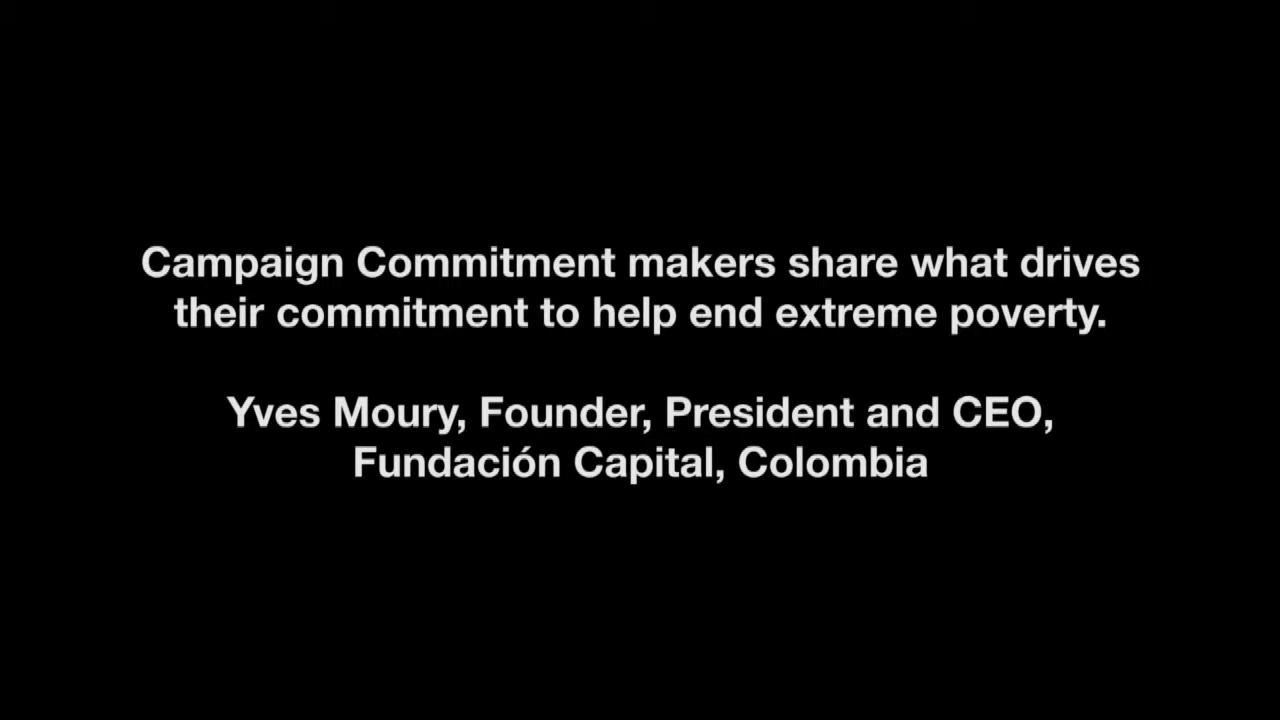 Campaign Commitment makers share what drives
their commitment to help end extreme poverty.
Yves Moury, Founder, President and CEO,
Fundación Capital, Colombia